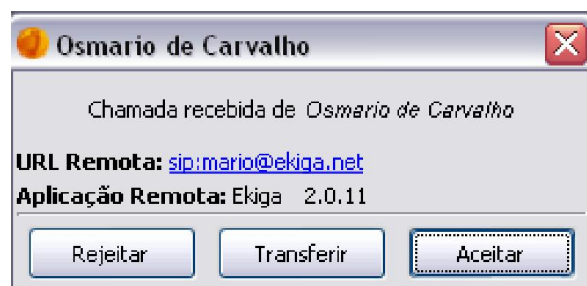 Osmario de Carvalho
Chamada recebida de Osmario de Carvalho
URL Remota: sip:mario@ekiga.net
Aplicação Remota: Ekiga 2.0.11
Rejeitar Transferir Aceitar